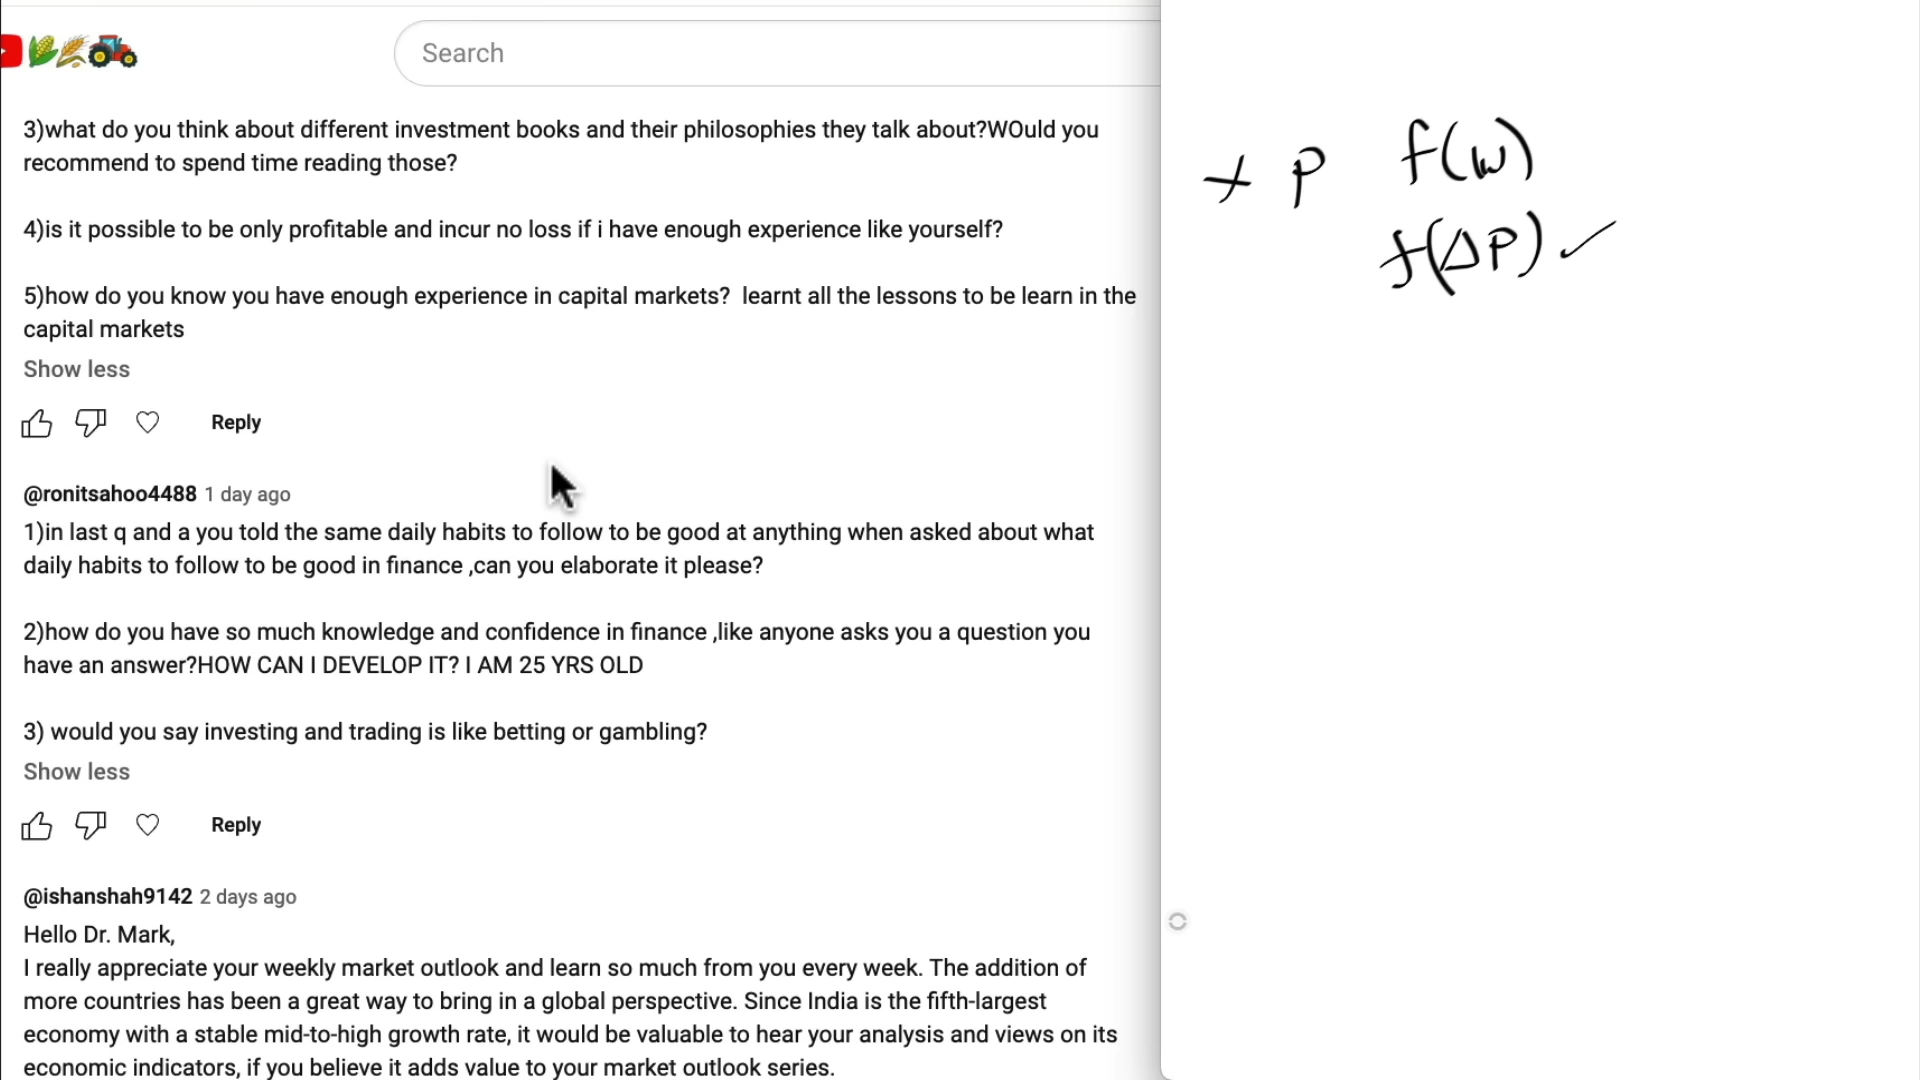 Search
3)what do you think about different investment books and their philosophies they talk about?WOuld you
recommend to spend time reading those?
4)is it possible to be only profitable and incur no loss if i have enough experience like yourself?
5)how do you know you have enough experience in capital markets?  learnt all the lessons to be learn in the
capital markets
Show less
Reply
@ronitsahoo4488 1 day ago
1)in last q and a you told the same daily habits to follow to be good at anything when asked about what
daily habits to follow to be good in finance ,can you elaborate it please?
2)how do you have so much knowledge and confidence in finance ,like anyone asks you a question you
have an answer?HOW CAN I DEVELOP IT? I AM 25 YRS OLD
3) would you say investing and trading is like betting or gambling?
Show less
Reply
@ishanshah9142 2 days ago
Hello Dr. Mark,
I really appreciate your weekly market outlook and learn so much from you every week. The addition of
more countries has been a great way to bring in a global perspective. Since India is the fifth-largest
economy with a stable mid-to-high growth rate, it would be valuable to hear your analysis and views on its
economic indicators, if you believe it adds value to your market outlook series.
+ P f(w)
f(ΔP) ✓